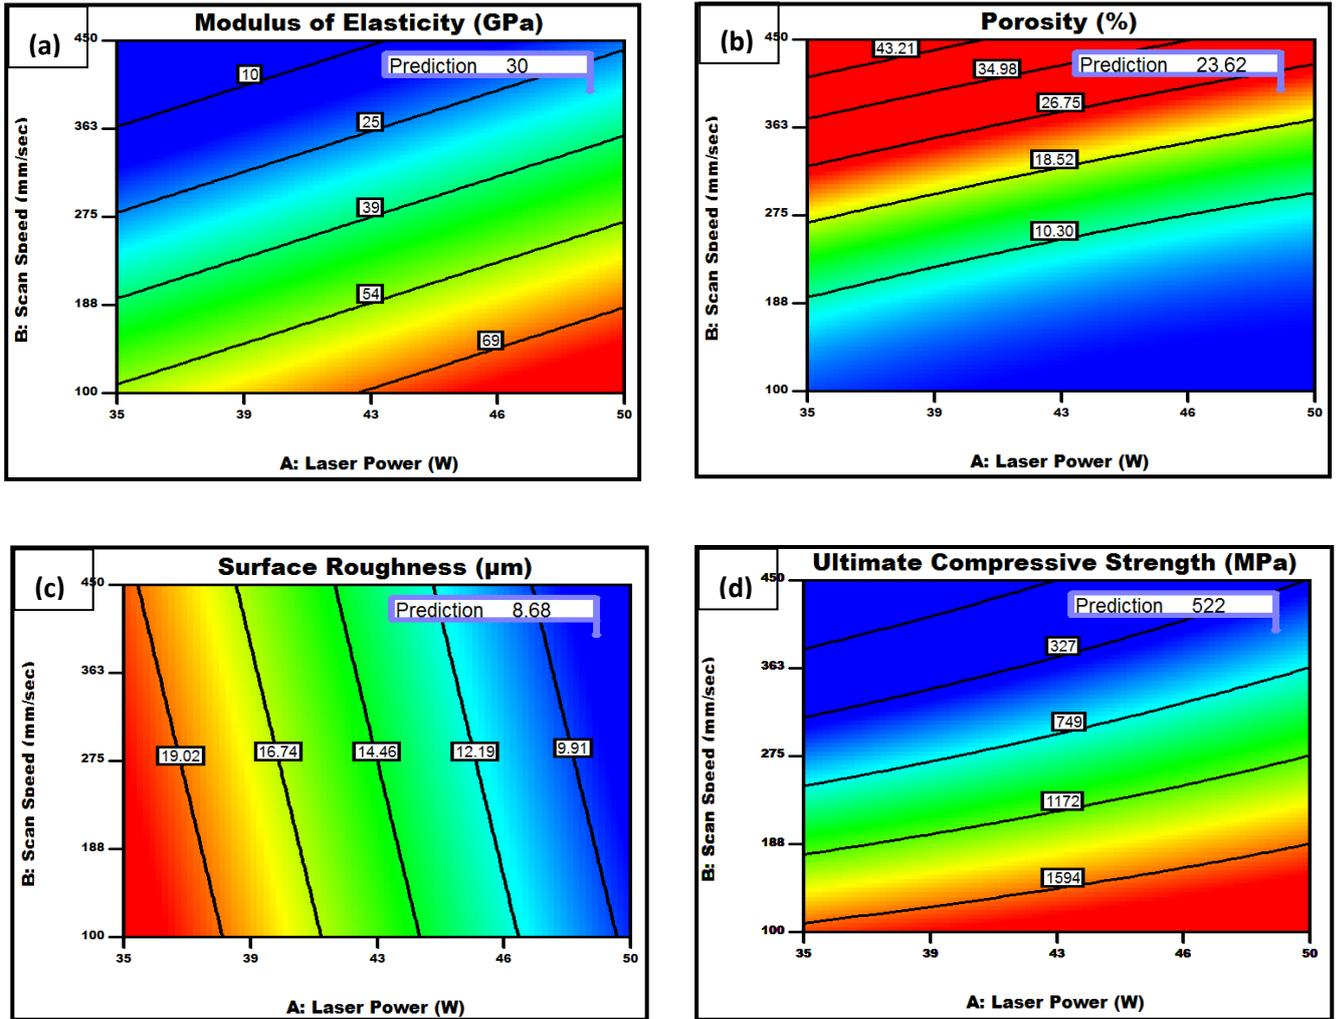 (a)
Modulus of Elasticity (GPa)
450
363
275
188
100
B: Scan Speed (mm/sec)
Prediction 30
10
25
39
54
69
35 39 43 46 50
A: Laser Power (W)
(b)
Porosity (%)
450
363
275
188
100
B: Scan Speed (mm/sec)
Prediction 23.62
43.21
34.98
26.75
18.52
10.30
35 39 43 46 50
A: Laser Power (W)
(c)
Surface Roughness (µm)
450
363
275
188
100
B: Scan Speed (mm/sec)
Prediction 8.68
19.02 16.74 14.46 12.19 9.91
35 39 43 46 50
A: Laser Power (W)
(d)
Ultimate Compressive Strength (MPa)
450
363
275
188
100
B: Scan Speed (mm/sec)
Prediction 522
327
749
1172
1594
35 39 43 46 50
A: Laser Power (W)